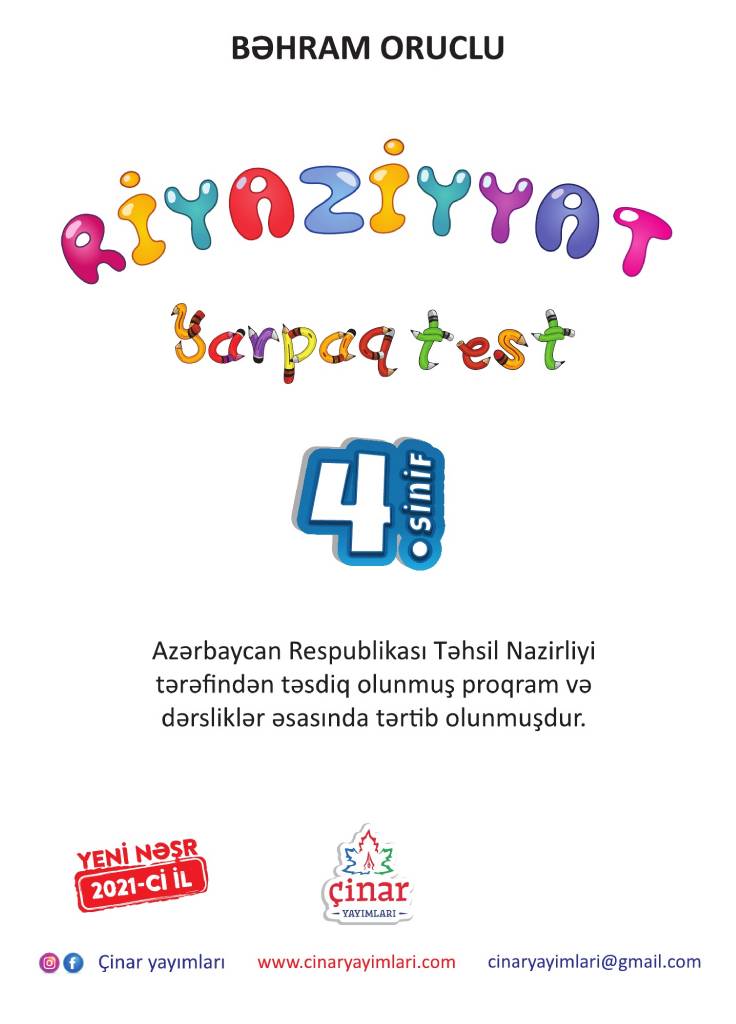 BƏHRAM ORUCLU
RİYAZİYYAT
Yarpaq test
4 sinif
Azərbaycan Respublikası Təhsil Nazirliyi
tərəfindən təsdiq olunmuş proqram və
dərsliklər əsasında tərtib olunmuşdur.
YENİ NƏŞR
2021-Cİ İL
çinar
YAYIMLARI
Çinar yayımları www.cinaryayimlari.com cinaryayimlari@gmail.com